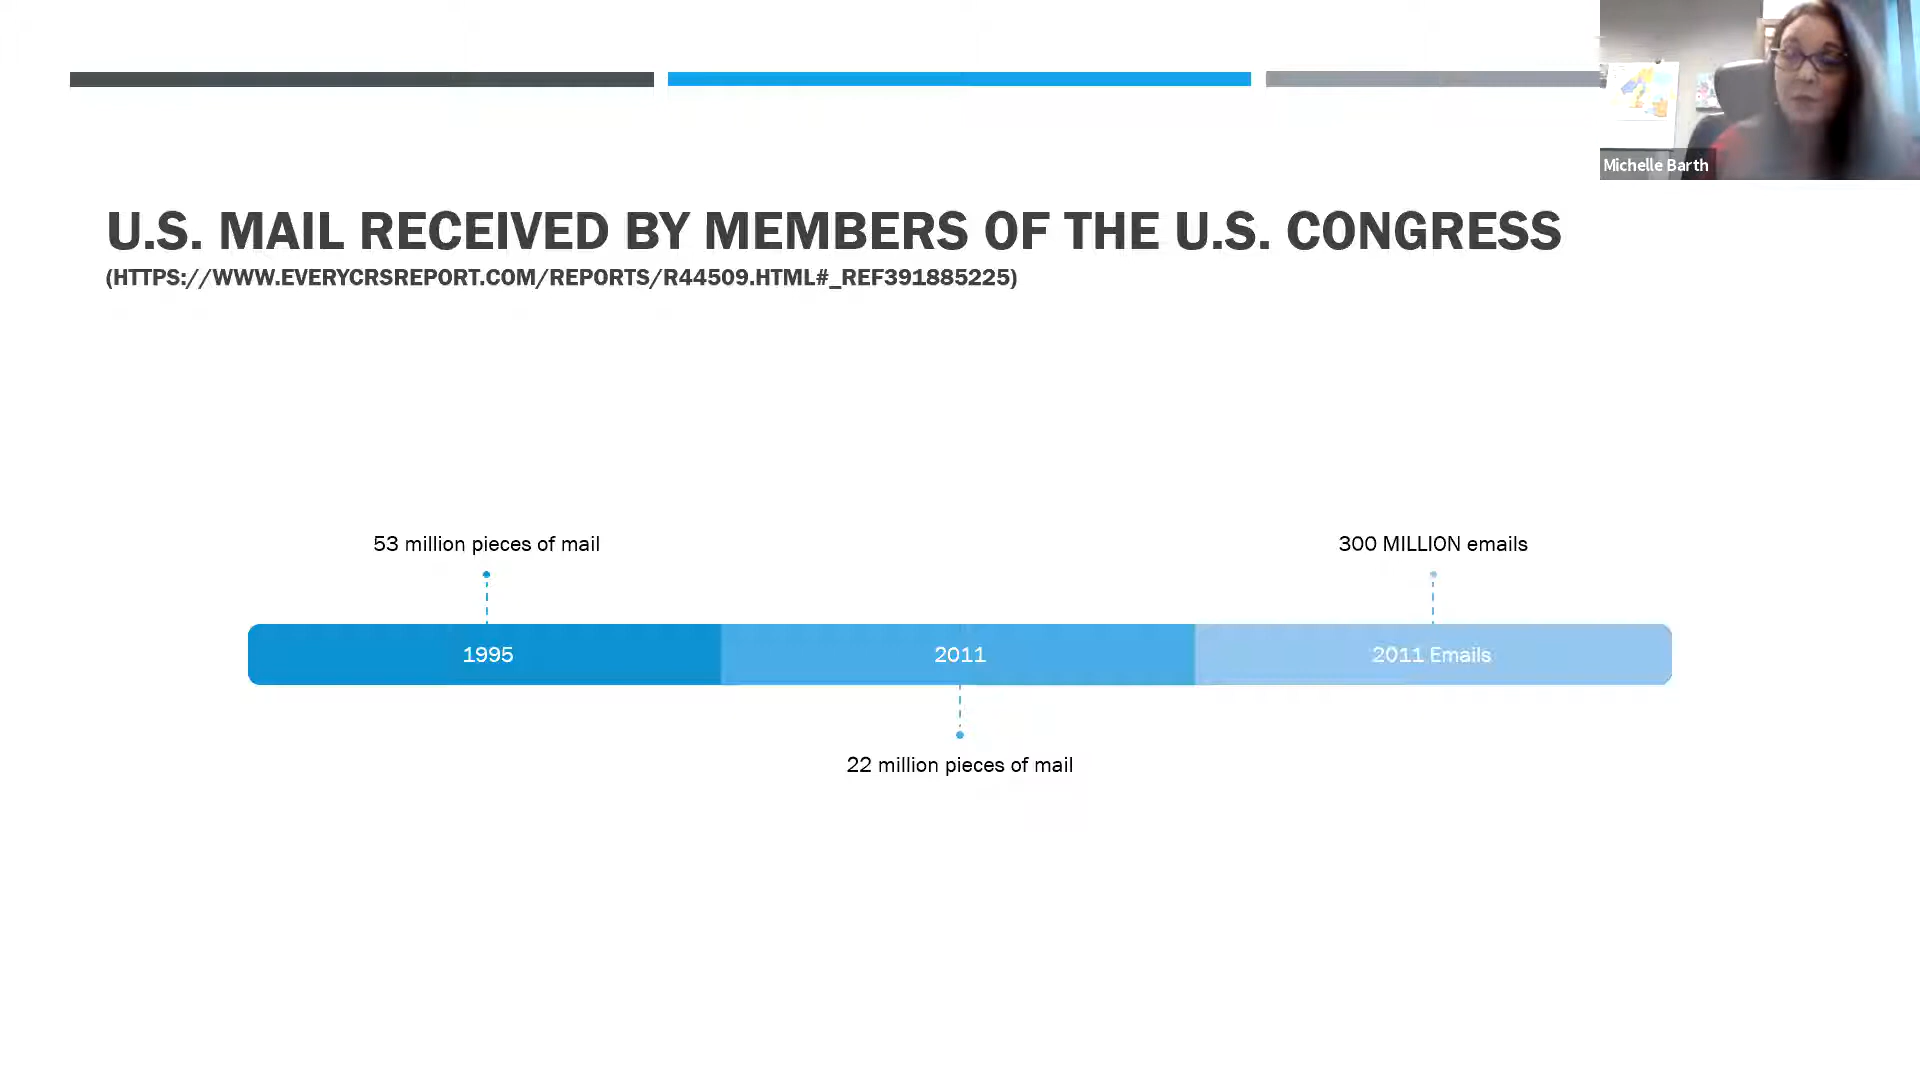 Michelle Barth
U.S. MAIL RECEIVED BY MEMBERS OF THE U.S. CONGRESS
(HTTPS://WWW.EVERYCRSREPORT.COM/REPORTS/R44509.HTML#_REF391885225)
53 million pieces of mail
300 MILLION emails
1995
2011
2011 Emails
22 million pieces of mail